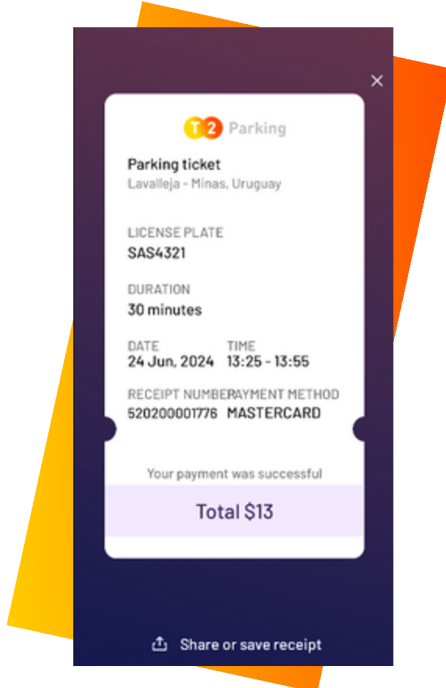 T2 Parking
Parking ticket
Lavalleja - Minas, Uruguay
LICENSE PLATE
SAS4321
DURATION
30 minutes
DATE TIME
24 Jun, 2024 13:25 - 13:55
RECEIPT NUMBER PAYMENT METHOD
520200001776 MASTERCARD
Your payment was successful
Total $13
Share or save receipt